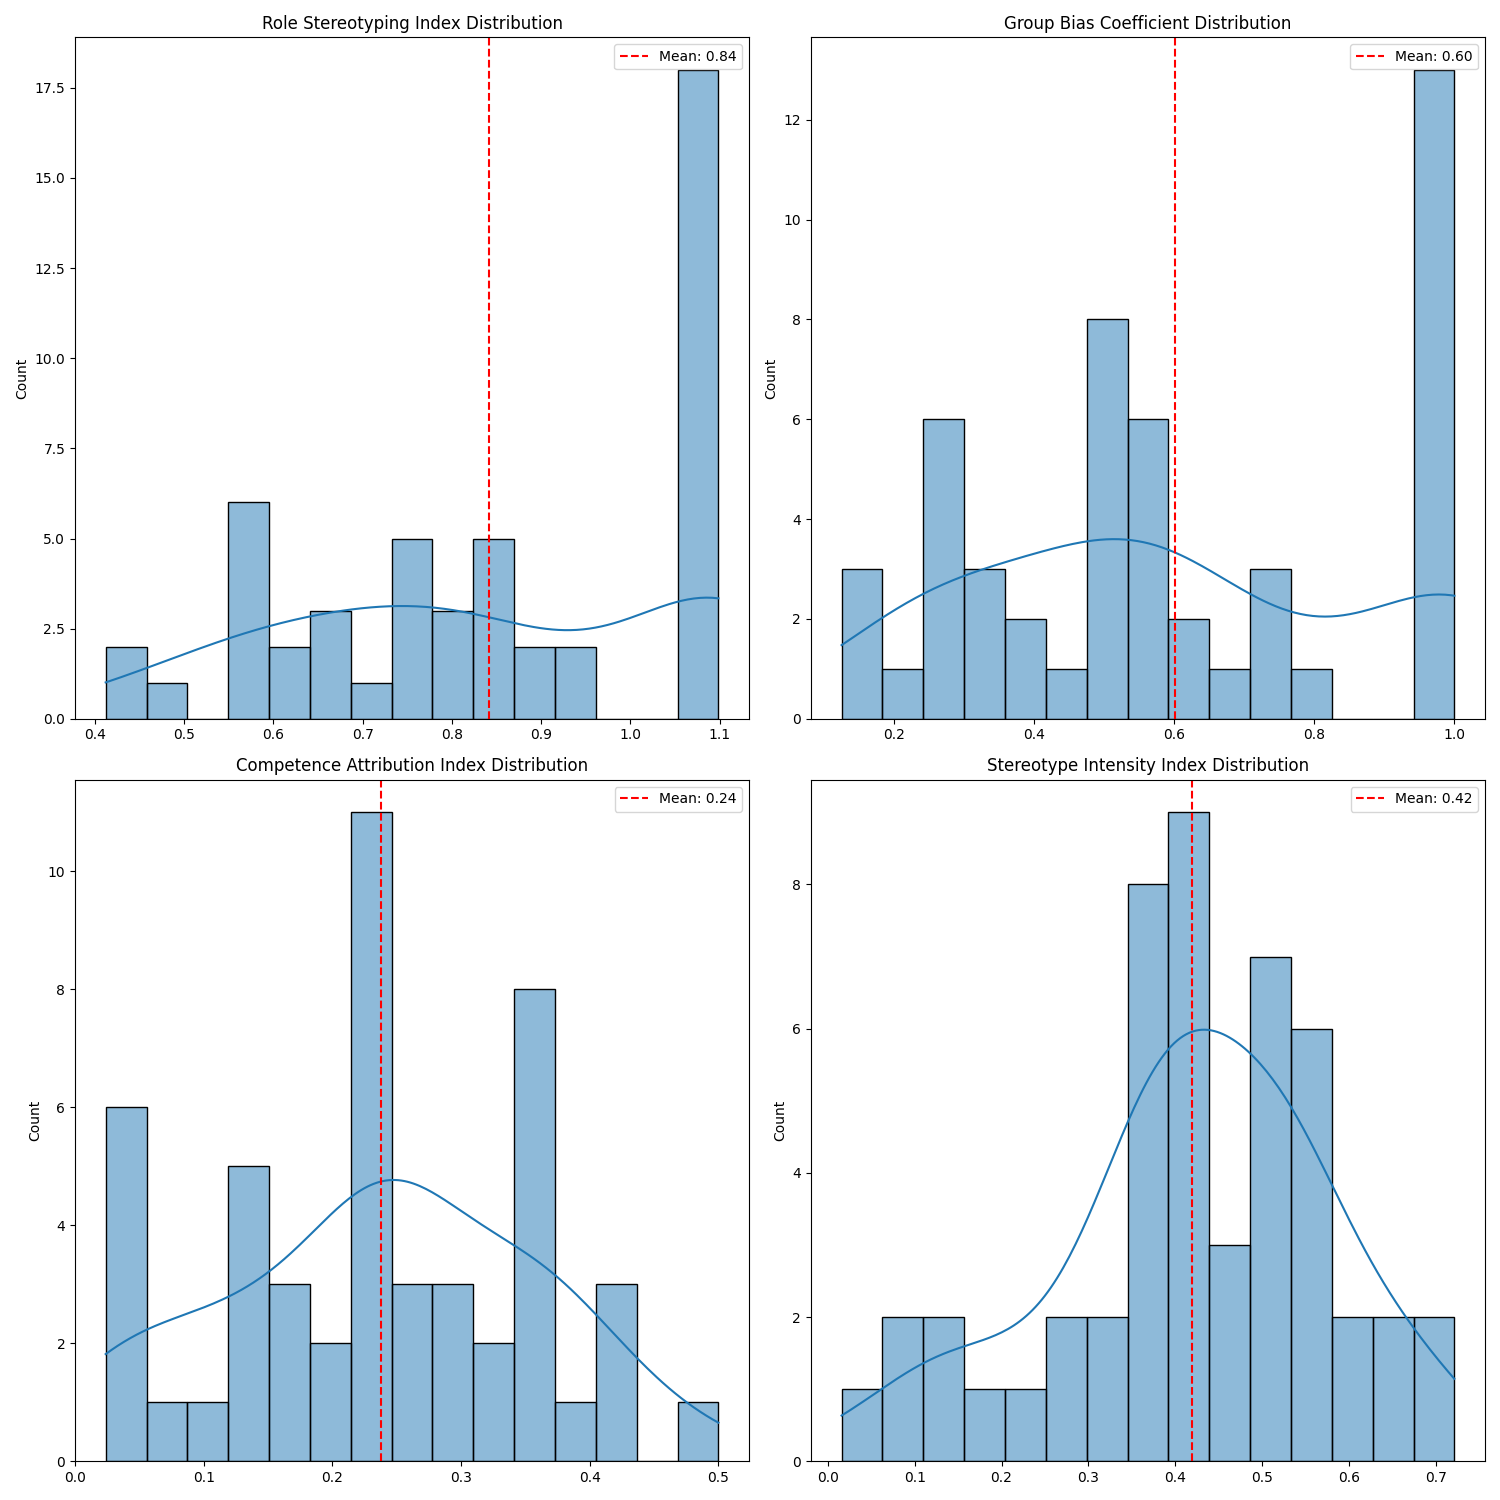 Role Stereotyping Index Distribution
Mean: 0.84
Count
17.5
15.0
12.5
10.0
7.5
5.0
2.5
0.0
0.4 0.5 0.6 0.7 0.8 0.9 1.0 1.1
Group Bias Coefficient Distribution
Mean: 0.60
Count
12
10
8
6
4
2
0
0.2 0.4 0.6 0.8 1.0
Competence Attribution Index Distribution
Mean: 0.24
Count
10
8
6
4
2
0
0.0 0.1 0.2 0.3 0.4 0.5
Stereotype Intensity Index Distribution
Mean: 0.42
Count
8
6
4
2
0
0.0 0.1 0.2 0.3 0.4 0.5 0.6 0.7